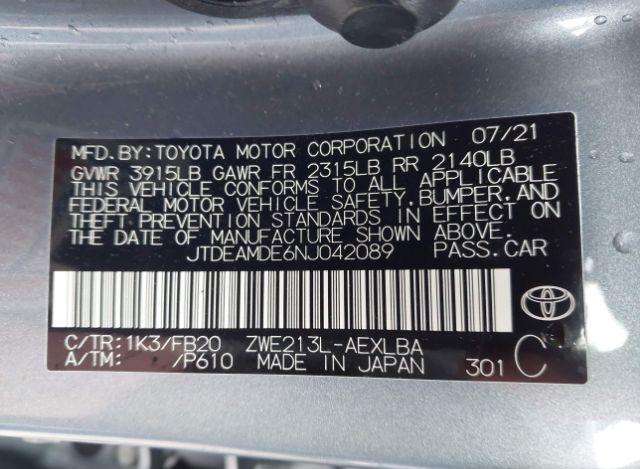 MFD.BY:TOYOTA MOTOR CORPORATION 07/21
GVWR 3915LB GAWR FR 2315LB RR 2140LB
THIS VEHICLE CONFORMS TO ALL APPLICABLE
FEDERAL MOTOR VEHICLE SAFETY,BUMPER,AND
THEFT PREVENTION STANDARDS IN EFFECT ON
THE DATE OF MANUFACTURE SHOWN ABOVE.
JTDEAMDE6NJ042089 PASS.CAR
C/TR:1K3/FB20 ZWE213L-AEXLBA
A/TM: /P610 MADE IN JAPAN 301 C